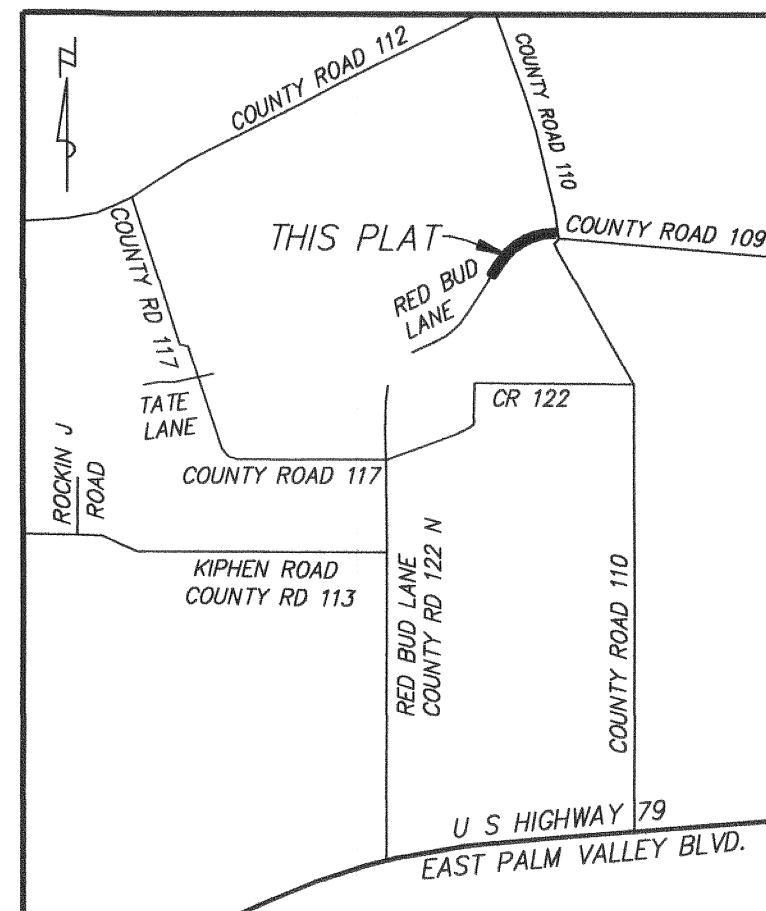 N
COUNTY ROAD 112
COUNTY ROAD 110
THIS PLAT
COUNTY ROAD 109
COUNTY RD 117
RED BUD
LANE
TATE
LANE
CR 122
ROCKIN J
ROAD
COUNTY ROAD 117
KIPHEN ROAD
COUNTY RD 113
RED BUD LANE
COUNTY RD 122 N
COUNTY ROAD 110
U S HIGHWAY 79
EAST PALM VALLEY BLVD.